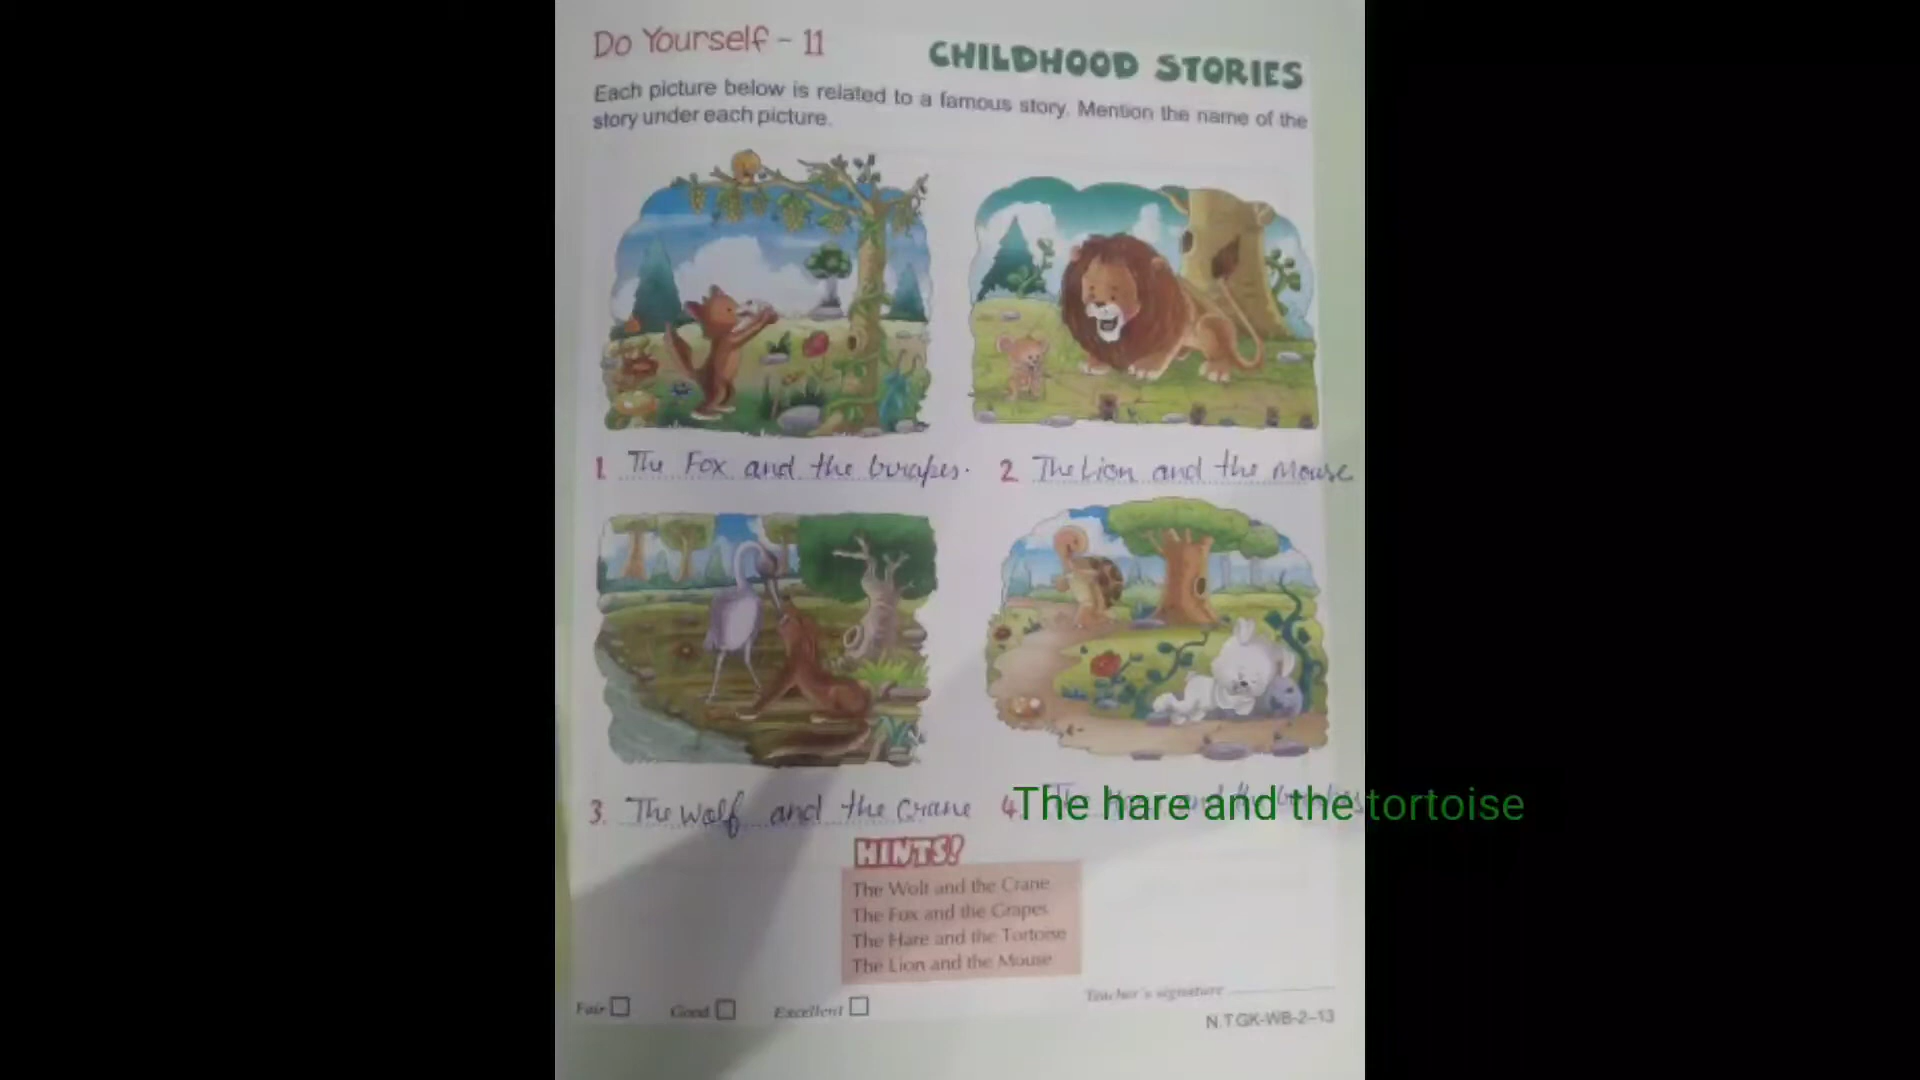 Do Yourself - 11
CHILDHOOD STORIES
Each picture below is related to a famous story. Mention the name of the
story under each picture.
1. The Fox and the Grapes.
2. The Lion and the Mouse
3. The Wolf and the Crane
4. The hare and the tortoise
HINTS!
The Wolf and the Crane
The Fox and the Grapes
The Hare and the Tortoise
The Lion and the Mouse
Fair Good Excellent
Teacher's signature
N.T GK-WB-2-13